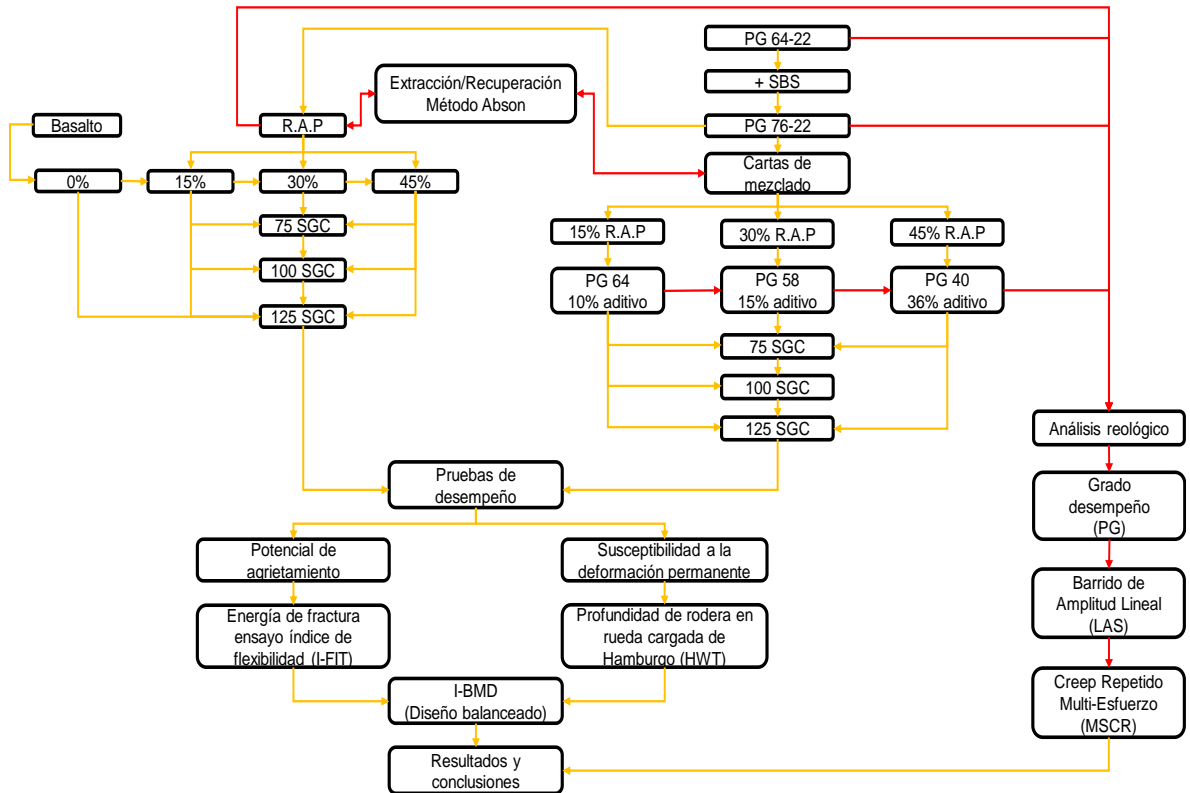 PG 64-22
+ SBS
PG 76-22
Cartas de
mezclado
Extracción/Recuperación
Método Abson
Basalto
R.A.P
0%
15%
30%
45%
75 SGC
100 SGC
125 SGC
15% R.A.P
30% R.A.P
45% R.A.P
PG 64
10% aditivo
PG 58
15% aditivo
PG 40
36% aditivo
75 SGC
100 SGC
125 SGC
Análisis reológico
Grado
desempeño
(PG)
Barrido de
Amplitud Lineal
(LAS)
Creep Repetido
Multi-Esfuerzo
(MSCR)
Pruebas de
desempeño
Potencial de
agrietamiento
Susceptibilidad a la
deformación permanente
Energía de fractura
ensayo índice de
flexibilidad (I-FIT)
Profundidad de rodera en
rueda cargada de
Hamburgo (HWT)
I-BMD
(Diseño balanceado)
Resultados y
conclusiones